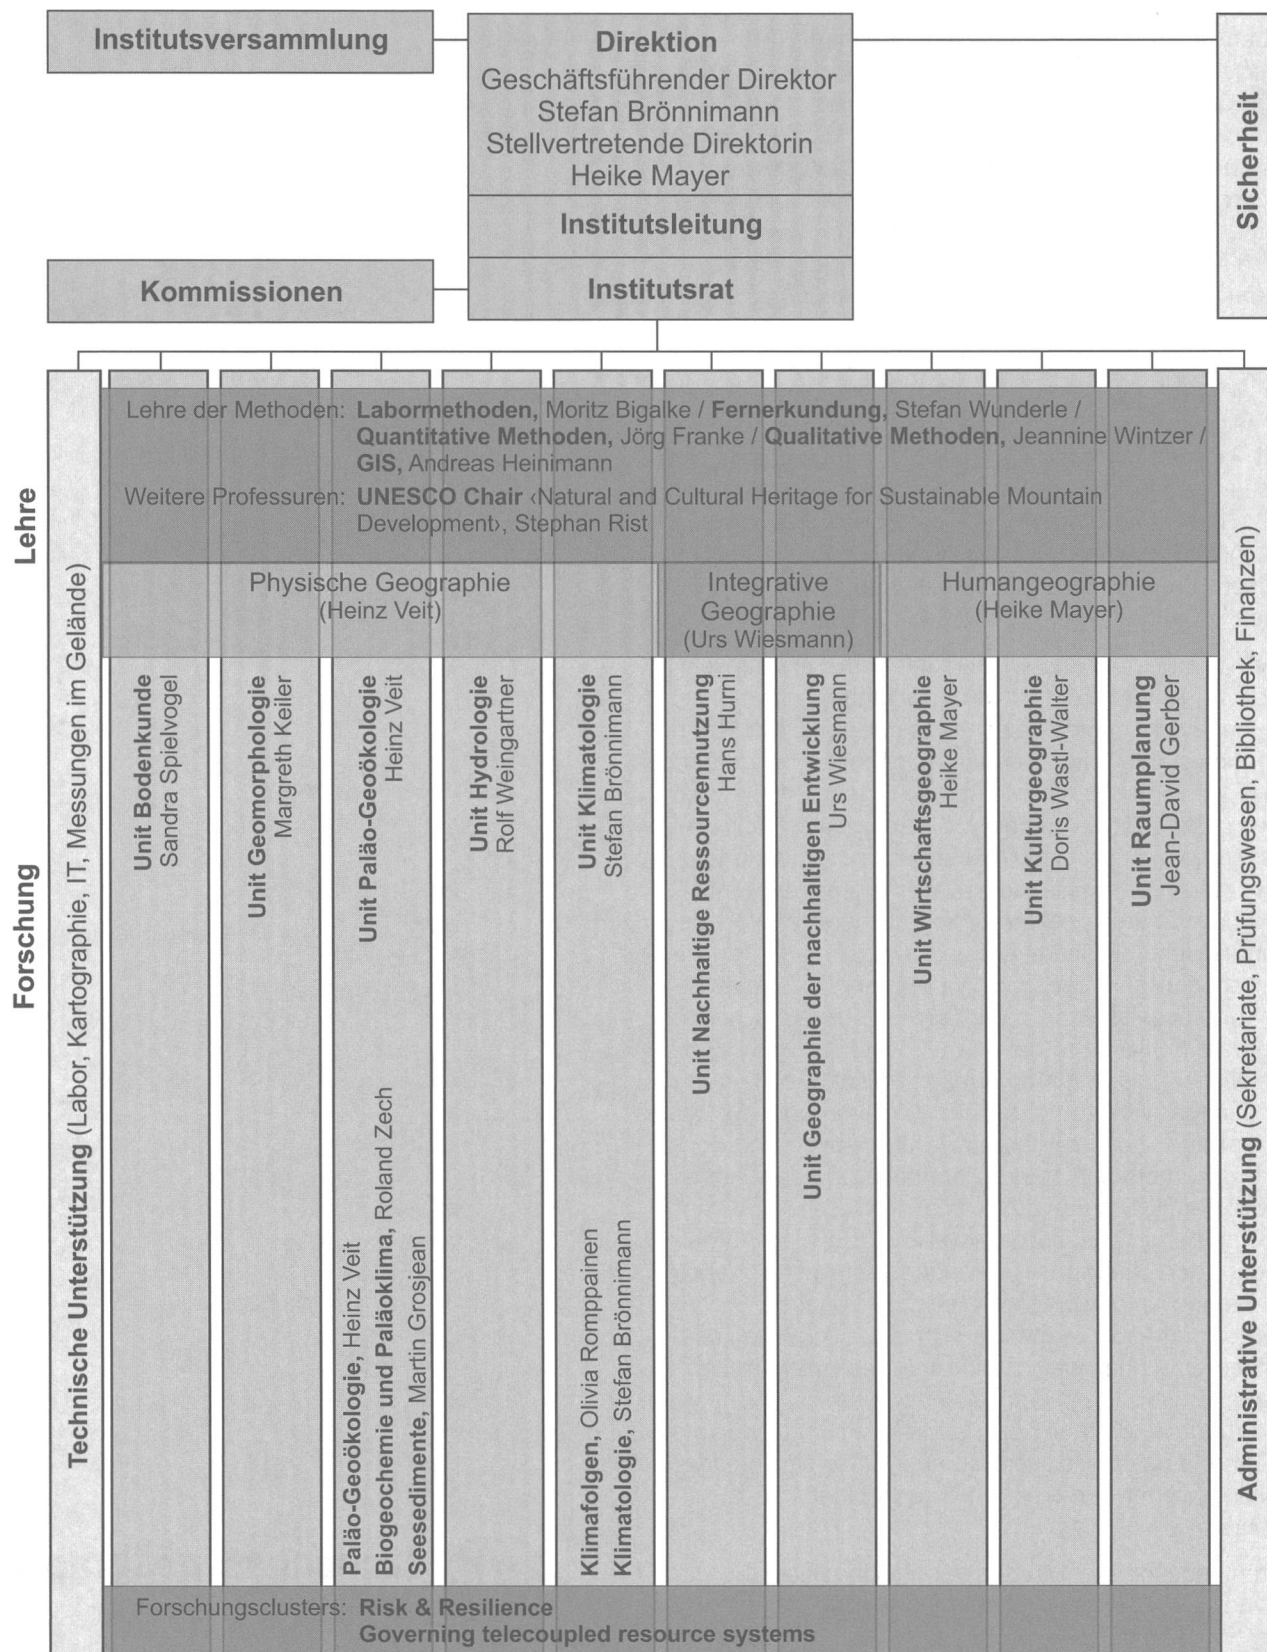 Institutsversammlung
Direktion
Geschäftsführender Direktor
Stefan Brönnimann
Stellvertretende Direktorin
Heike Mayer
Institutsleitung
Institutsrat
Kommissionen
Sicherheit
Lehre
Forschung
Technische Unterstützung (Labor, Kartographie, IT, Messungen im Gelände)
Lehre der Methoden: Labormethoden, Moritz Bigalke / Fernerkundung, Stefan Wunderle /
Quantitative Methoden, Jörg Franke / Qualitative Methoden, Jeannine Wintzer /
GIS, Andreas Heinimann
Weitere Professuren: UNESCO Chair ‹Natural and Cultural Heritage for Sustainable Mountain
Development›, Stephan Rist
Physische Geographie
(Heinz Veit)
Integrative
Geographie
(Urs Wiesmann)
Humangeographie
(Heike Mayer)
Unit Bodenkunde
Sandra Spielvogel
Unit Geomorphologie
Margreth Keiler
Unit Paläo-Geoökologie
Heinz Veit
Unit Hydrologie
Rolf Weingartner
Unit Klimatologie
Stefan Brönnimann
Unit Nachhaltige Ressourcennutzung
Hans Hurni
Unit Geographie der nachhaltigen Entwicklung
Urs Wiesmann
Unit Wirtschaftsgeographie
Heike Mayer
Unit Kulturgeographie
Doris Wastl-Walter
Unit Raumplanung
Jean-David Gerber
Paläo-Geoökologie, Heinz Veit
Biogeochemie und Paläoklima, Roland Zech
Seesedimente, Martin Grosjean
Klimafolgen, Olivia Romppainen
Klimatologie, Stefan Brönnimann
Administrative Unterstützung (Sekretariate, Prüfungswesen, Bibliothek, Finanzen)
Forschungsclusters: Risk & Resilience
Governing telecoupled resource systems